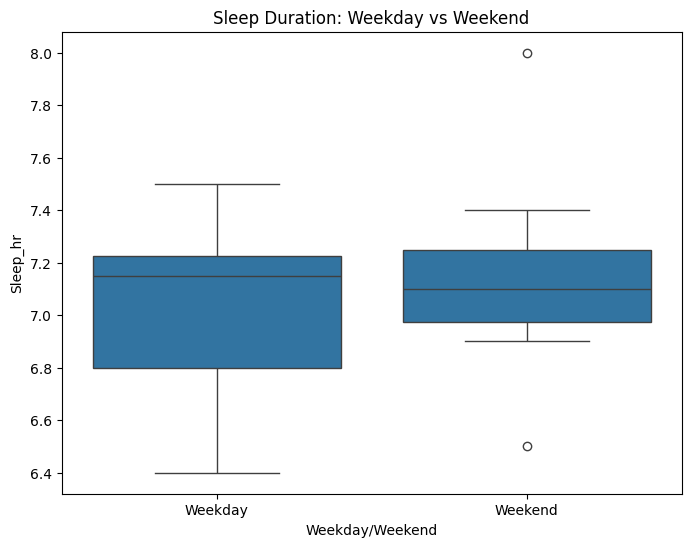 Sleep Duration: Weekday vs Weekend
8.0
7.8
7.6
7.4
7.2
7.0
6.8
6.6
6.4
Sleep_hr
Weekday
Weekend
Weekday/Weekend